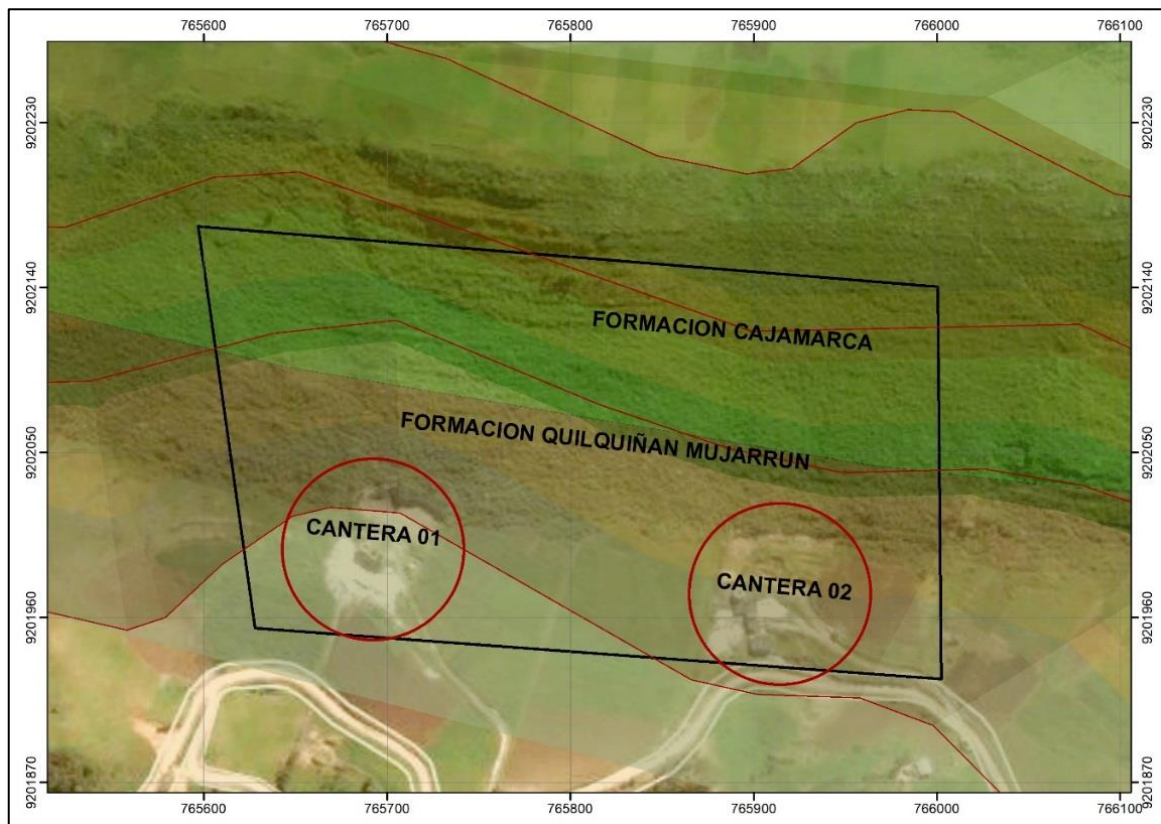 765600 765700 765800 765900 766000 766100
9202230 9202230
9202140 9202140
FORMACION CAJAMARCA
FORMACION QUILQUIÑAN MUJARRUN
9202050 9202050
CANTERA 01
CANTERA 02
9201960 9201960
9201870 9201870
765600 765700 765800 765900 766000 766100